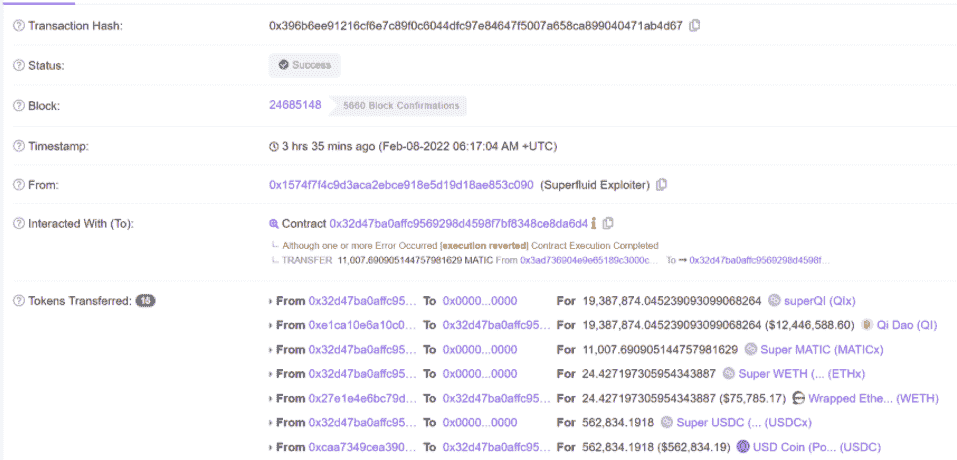 Transaction Hash: 0x396b6ee91216cf6e7c89f0c6044dfc97e84647f5007a658ca899040471ab4d67
Status: Success
Block: 24685148 5660 Block Confirmations
Timestamp: 3 hrs 35 mins ago (Feb-08-2022 06:17:04 AM +UTC)
From: 0x1574f7f4c9d3aca2ebce918e5d19d18ae853c090 (Superfluid Exploiter)
Interacted With (To): Contract 0x32d47ba0affc9569298d4598f7bf8348ce8da6d4
Although one or more Error Occurred [execution reverted] Contract Execution Completed
TRANSFER 11,007.690905144757981629 MATIC From 0x3ad736904e9e65189c3000c... To → 0x32d47ba0affc9569298d4598f...
Tokens Transferred: 15
From 0x32d47ba0affc95... To 0x0000...0000 For 19,387,874.045239093099068264 superQI (QIx)
From 0xe1ca10e6a10c0... To 0x32d47ba0affc95... For 19,387,874.045239093099068264 ($12,446,588.60) Qi Dao (QI)
From 0x32d47ba0affc95... To 0x0000...0000 For 11,007.690905144757981629 Super MATIC (MATICx)
From 0x32d47ba0affc95... To 0x0000...0000 For 24.427197305954343887 Super WETH (... (ETHx)
From 0x27e1e4e6bc79d... To 0x32d47ba0affc95... For 24.427197305954343887 ($75,785.17) Wrapped Ethe... (WETH)
From 0x32d47ba0affc95... To 0x0000...0000 For 562,834.1918 Super USDC (... (USDCx)
From 0xcaa7349cea390... To 0x32d47ba0affc95... For 562,834.1918 ($562,834.19) USD Coin (Po... (USDC)